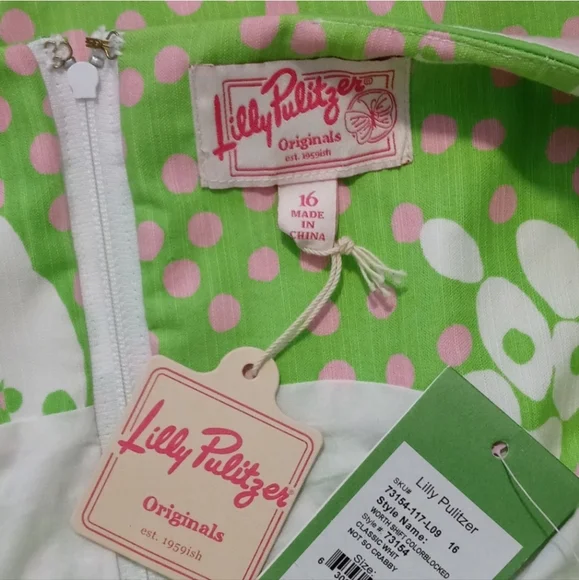 Lilly Pulitzer®
Originals
est. 1959ish
16
MADE
IN
CHINA
Lilly Pulitzer
Originals
est. 1959ish
Lilly Pulitzer
SKU#
73154-117-L09 16
Style Name:
WORTH SHIFT COLORBLOCKED
Style #: 73154
CLASSIC WHIT
NOT SO CRABBY
Size: